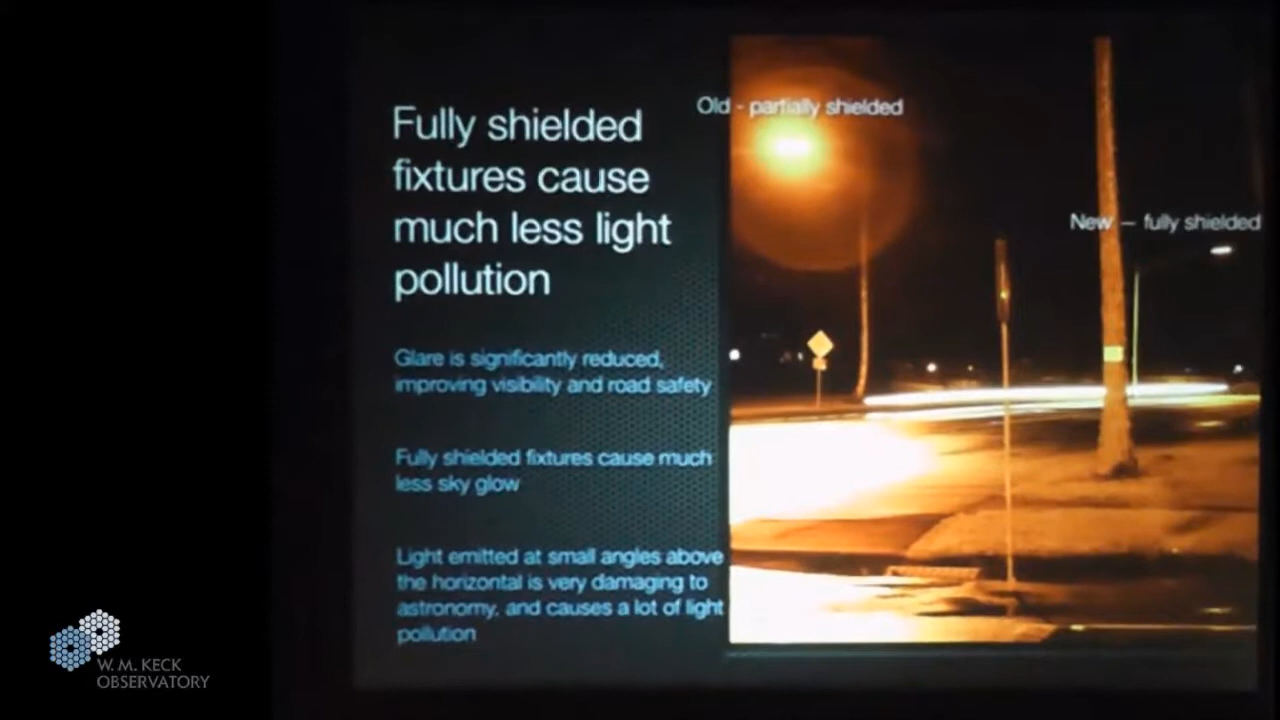 Fully shielded
fixtures cause
much less light
pollution
Glare is significantly reduced,
improving visibility and road safety
Fully shielded fixtures cause much
less sky glow
Light emitted at small angles above
the horizontal is very damaging to
astronomy, and causes a lot of light
pollution
Old - partially shielded
New – fully shielded
W. M. KECK
OBSERVATORY